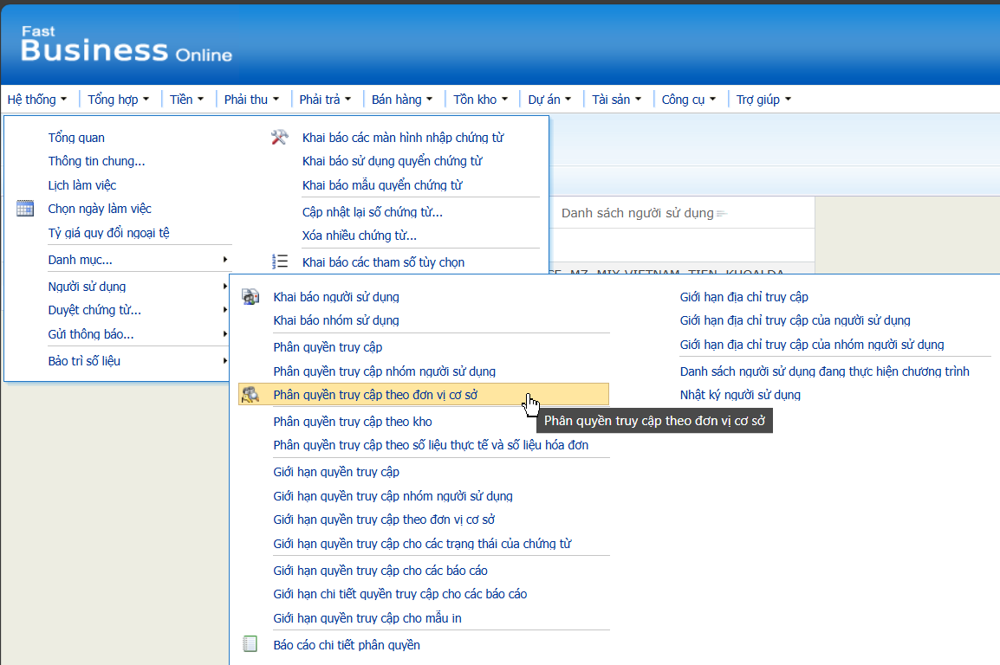 Fast
Business Online
Hệ thống
Tổng hợp
Tiền
Phải thu
Phải trả
Bán hàng
Tồn kho
Dự án
Tài sản
Công cụ
Trợ giúp
Tổng quan
Thông tin chung...
Lịch làm việc
Chọn ngày làm việc
Tỷ giá quy đổi ngoại tệ
Danh mục...
Người sử dụng
Duyệt chứng từ...
Gửi thông báo...
Bảo trì số liệu
Khai báo các màn hình nhập chứng từ
Khai báo sử dụng quyển chứng từ
Khai báo mẫu quyển chứng từ
Cập nhật lại số chứng từ...
Xóa nhiều chứng từ...
Khai báo các tham số tùy chọn
Danh sách người sử dụng
MZ, MIX VIETNAM, TIEN, KHOALDA
Khai báo người sử dụng
Khai báo nhóm sử dụng
Phân quyền truy cập
Phân quyền truy cập nhóm người sử dụng
Phân quyền truy cập theo đơn vị cơ sở
Phân quyền truy cập theo đơn vị cơ sở
Phân quyền truy cập theo kho
Phân quyền truy cập theo số liệu thực tế và số liệu hóa đơn
Giới hạn quyền truy cập
Giới hạn quyền truy cập nhóm người sử dụng
Giới hạn quyền truy cập theo đơn vị cơ sở
Giới hạn quyền truy cập cho các trạng thái của chứng từ
Giới hạn quyền truy cập cho các báo cáo
Giới hạn chi tiết quyền truy cập cho các báo cáo
Giới hạn quyền truy cập cho mẫu in
Báo cáo chi tiết phân quyền
Giới hạn địa chỉ truy cập
Giới hạn địa chỉ truy cập của người sử dụng
Giới hạn địa chỉ truy cập của nhóm người sử dụng
Danh sách người sử dụng đang thực hiện chương trình
Nhật ký người sử dụng